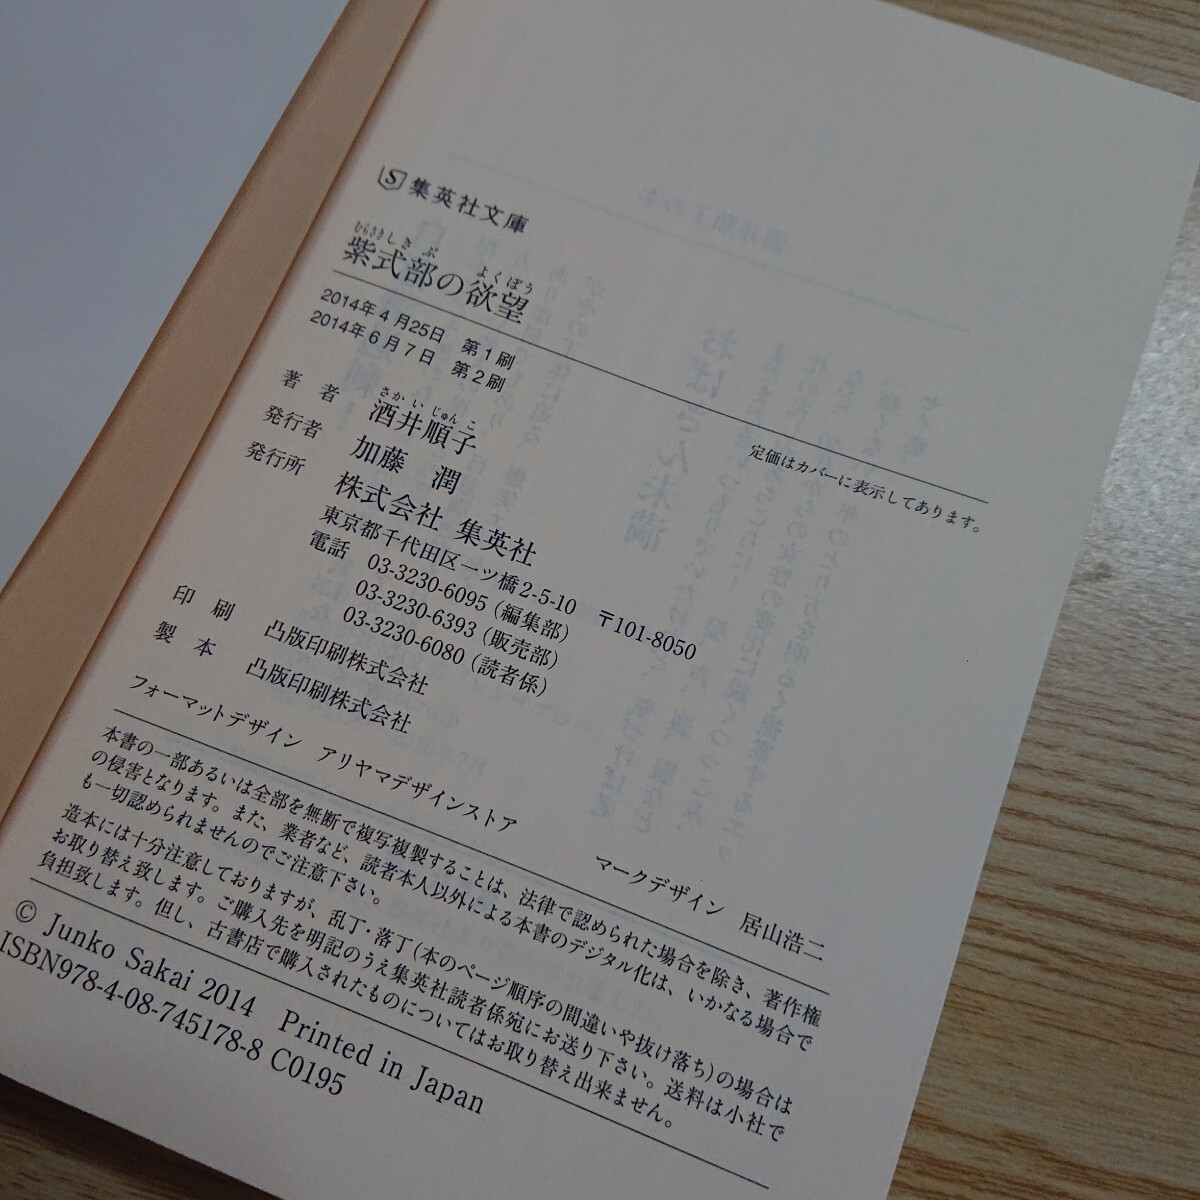 S 集英社文庫
むらさきしきぶ よくぼう
紫式部の欲望
2014年4月25日 第1刷
2014年6月7日 第2刷
定価はカバーに表示してあります。
さかいじゅんこ
著者 酒井順子
発行者 加藤 潤
発行所 株式会社 集英社
東京都千代田区一ツ橋2-5-10 〒101-8050
電話 03-3230-6095(編集部)
03-3230-6393(販売部)
03-3230-6080(読者係)
印刷 凸版印刷株式会社
製本 凸版印刷株式会社
フォーマットデザイン アリヤマデザインストア マークデザイン 居山浩二
本書の一部あるいは全部を無断で複写複製することは、法律で認められた場合を除き、著作権
の侵害となります。また、業者など、読者本人以外による本書のデジタル化は、いかなる場合で
も一切認められませんのでご注意下さい。
造本には十分注意しておりますが、乱丁・落丁(本のページ順序の間違いや抜け落ち)の場合は
お取り替え致します。ご購入先を明記のうえ集英社読者係宛にお送り下さい。送料は小社で
負担致します。但し、古書店で購入されたものについてはお取り替え出来ません。
© Junko Sakai 2014 Printed in Japan
ISBN978-4-08-745178-8 C0195